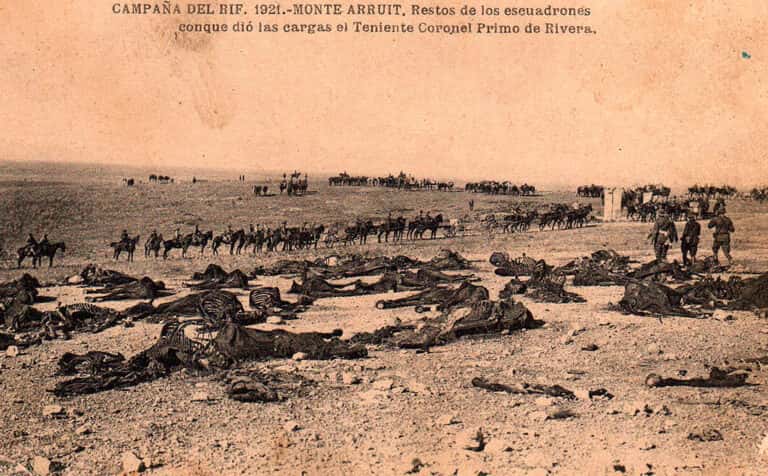 CAMPAÑA DEL RIF. 1921.-MONTE ARRUIT. Restos de los escuadrones
conque dió las cargas el Teniente Coronel Primo de Rivera.